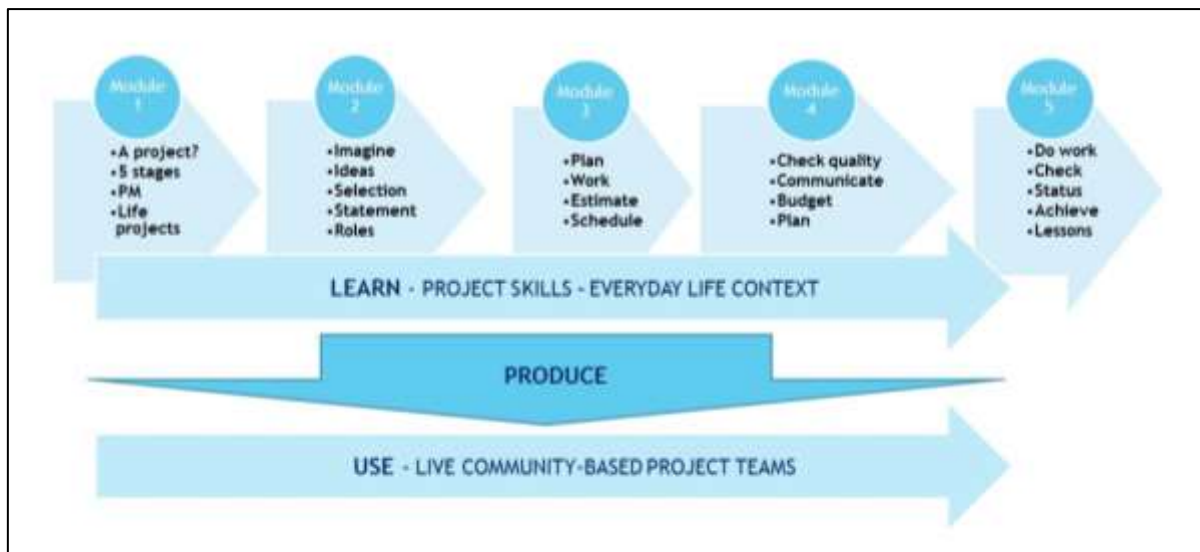 Module
1
•A project?
•5 stages
•PM
•Life
projects
Module
2
•Imagine
•Ideas
•Selection
•Statement
•Roles
Module
3
•Plan
•Work
•Estimate
•Schedule
Module
4
•Check quality
•Communicate
•Budget
•Plan
Module
5
•Do work
•Check
•Status
•Achieve
•Lessons
LEARN - PROJECT SKILLS - EVERYDAY LIFE CONTEXT
PRODUCE
USE - LIVE COMMUNITY-BASED PROJECT TEAMS